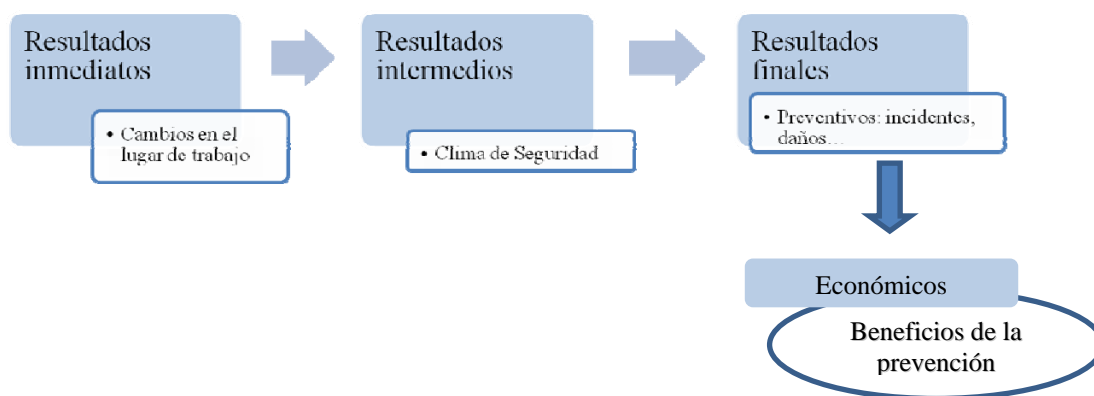 Resultados
inmediatos
• Cambios en el
lugar de trabajo
Resultados
intermedios
• Clima de Seguridad
Resultados
finales
• Preventivos: incidentes,
daños...
Económicos
Beneficios de la
prevención